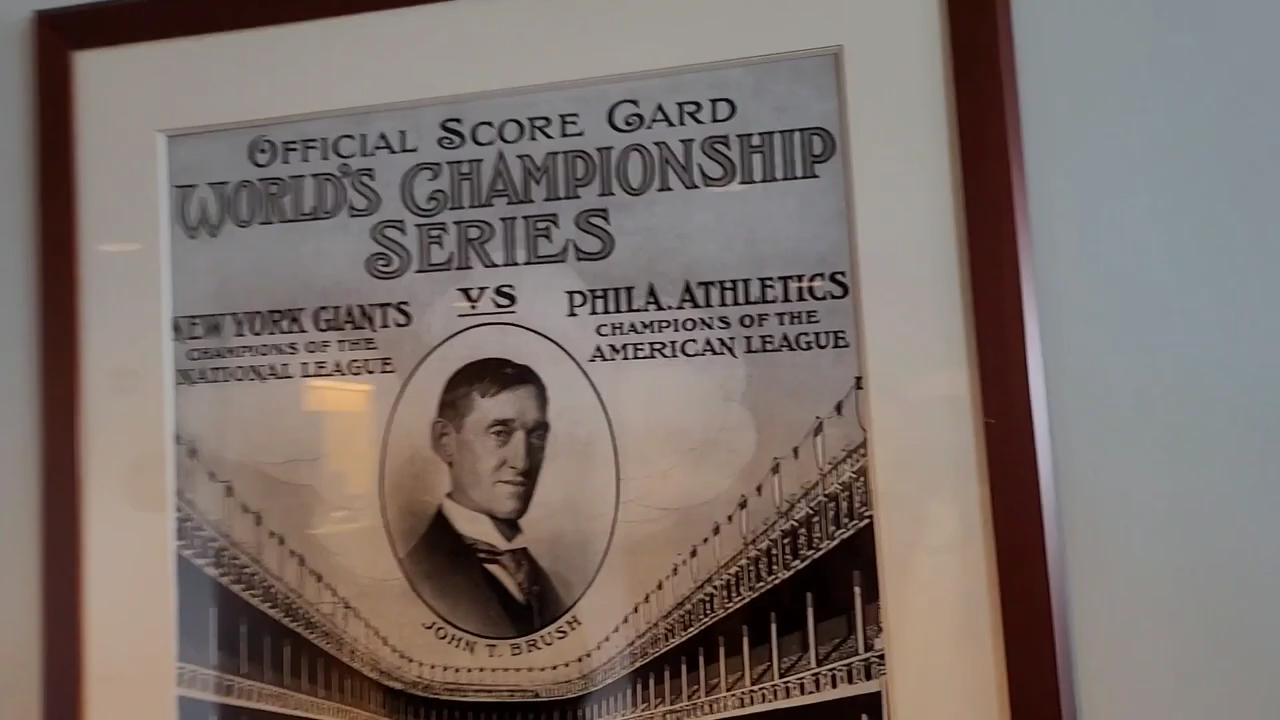 OFFICIAL SCORE CARD
WORLD'S CHAMPIONSHIP
SERIES
NEW YORK GIANTS
CHAMPIONS OF THE
NATIONAL LEAGUE
VS
PHILA. ATHLETICS
CHAMPIONS OF THE
AMERICAN LEAGUE
JOHN T. BRUSH